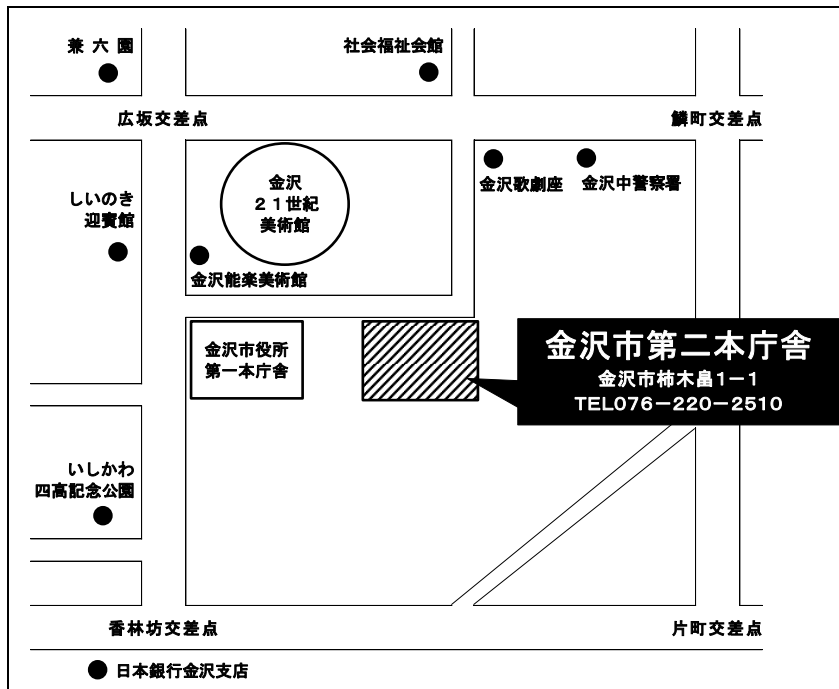 兼六園
社会福祉会館
広坂交差点
鱗町交差点
金沢
２１世紀
美術館
金沢歌劇座
金沢中警察署
しいのき
迎賓館
金沢能楽美術館
金沢市役所
第一本庁舎
金沢市第二本庁舎
金沢市柿木畠1－1
TEL076－220－2510
いしかわ
四高記念公園
香林坊交差点
片町交差点
日本銀行金沢支店